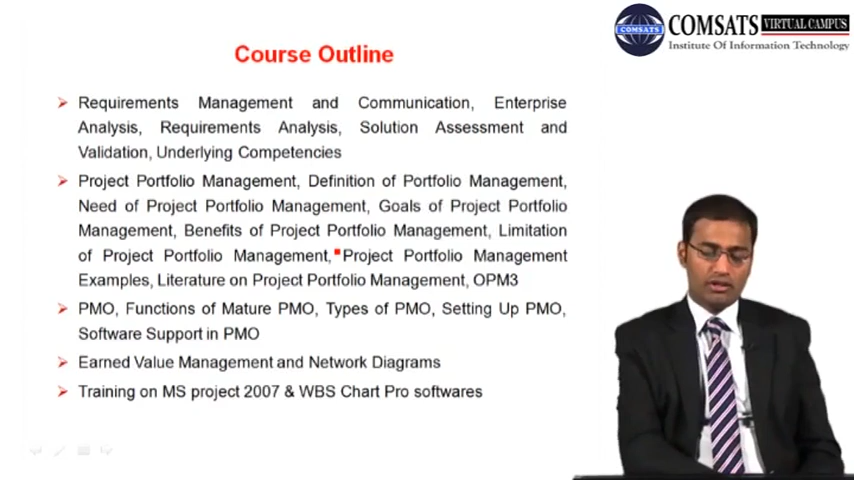 COMSATS VIRTUAL CAMPUS
COMSATS
Institute Of Information Technology
Course Outline
Requirements Management and Communication, Enterprise
Analysis, Requirements Analysis, Solution Assessment and
Validation, Underlying Competencies
Project Portfolio Management, Definition of Portfolio Management,
Need of Project Portfolio Management, Goals of Project Portfolio
Management, Benefits of Project Portfolio Management, Limitation
of Project Portfolio Management, Project Portfolio Management
Examples, Literature on Project Portfolio Management, OPM3
PMO, Functions of Mature PMO, Types of PMO, Setting Up PMO,
Software Support in PMO
Earned Value Management and Network Diagrams
Training on MS project 2007 & WBS Chart Pro softwares